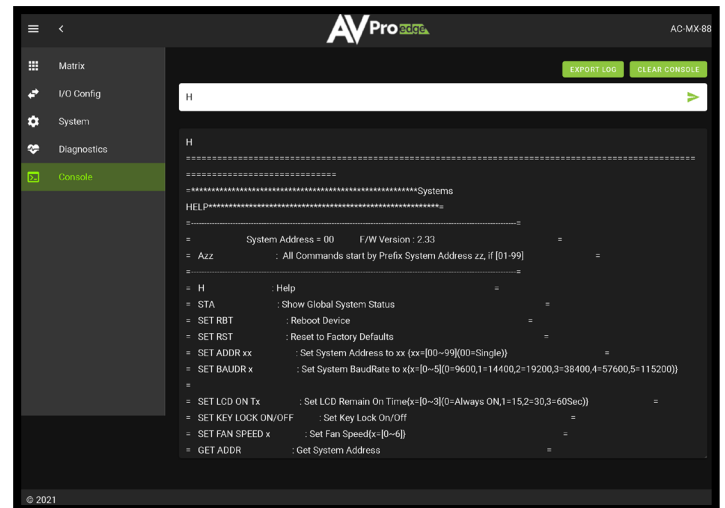 AVPro edge
AC-MX-88
Matrix
I/O Config
System
Diagnostics
Console
EXPORT LOG
CLEAR CONSOLE
H
H
=================================================================================================
=============================
=********************************************************Systems
HELP*********************************************************=
=--------------------------------------------------------------------------------------------------------=
= System Address = 00 F/W Version : 2.33 =
= Azz : All Commands start by Prefix System Address zz, if [01-99] =
=--------------------------------------------------------------------------------------------------------=
= H : Help =
= STA : Show Global System Status =
= SET RBT : Reboot Device =
= SET RST : Reset to Factory Defaults =
= SET ADDR xx : Set System Address to xx {xx=[00~99](00=Single)} =
= SET BAUDR x : Set System BaudRate to x{x=[0~5](0=9600,1=14400,2=19200,3=38400,4=57600,5=115200)}
=
= SET LCD ON Tx : Set LCD Remain On Time{x=[0~3](0=Always ON,1=15,2=30,3=60Sec)} =
= SET KEY LOCK ON/OFF : Set Key Lock On/Off =
= SET FAN SPEED x : Set Fan Speed{x=[0~6]} =
= GET ADDR : Get System Address =
© 2021